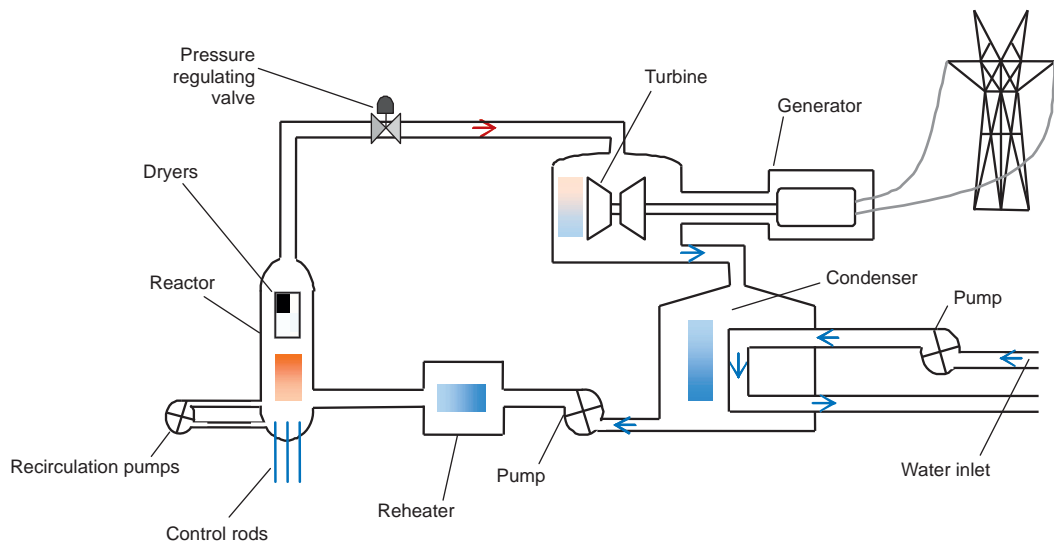 Pressure
regulating
valve
Turbine
Generator
Dryers
Reactor
Condenser
Pump
Recirculation pumps
Pump
Water inlet
Reheater
Control rods